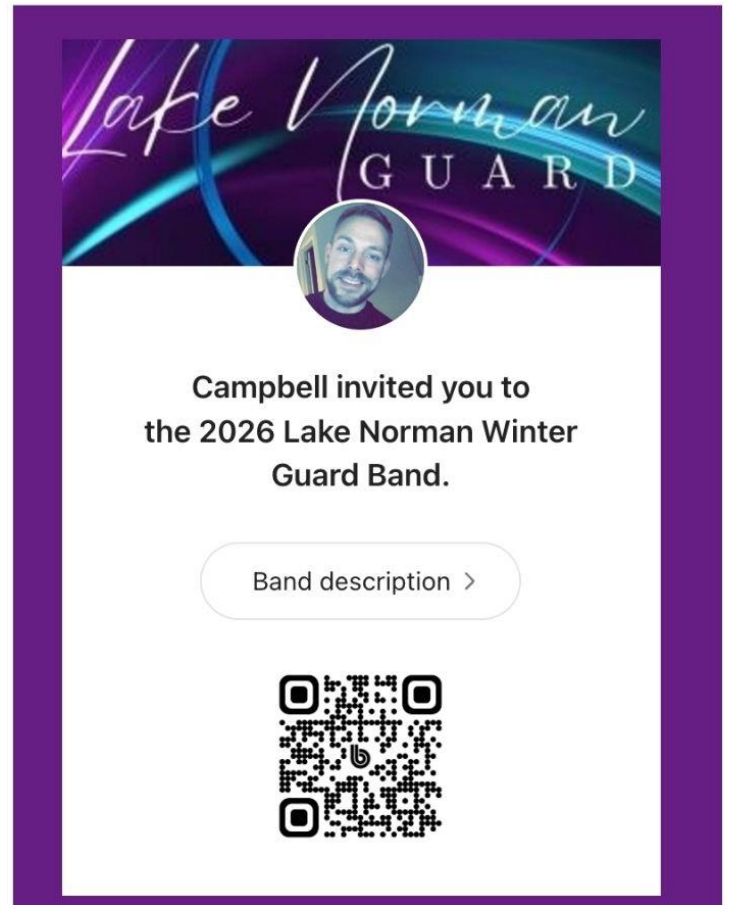 Lake Norman
GUARD
Campbell invited you to
the 2026 Lake Norman Winter
Guard Band.
Band description >
b